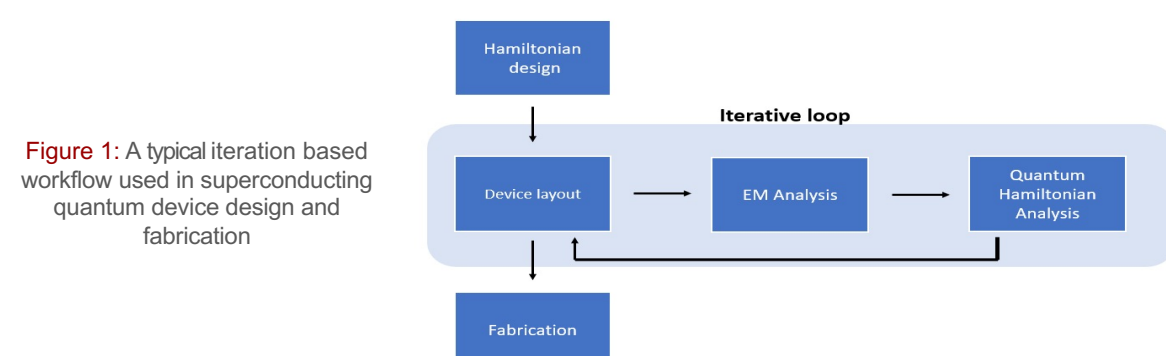 Figure 1: A typical iteration based
workflow used in superconducting
quantum device design and
fabrication
Hamiltonian
design
Iterative loop
Device layout
EM Analysis
Quantum
Hamiltonian
Analysis
Fabrication